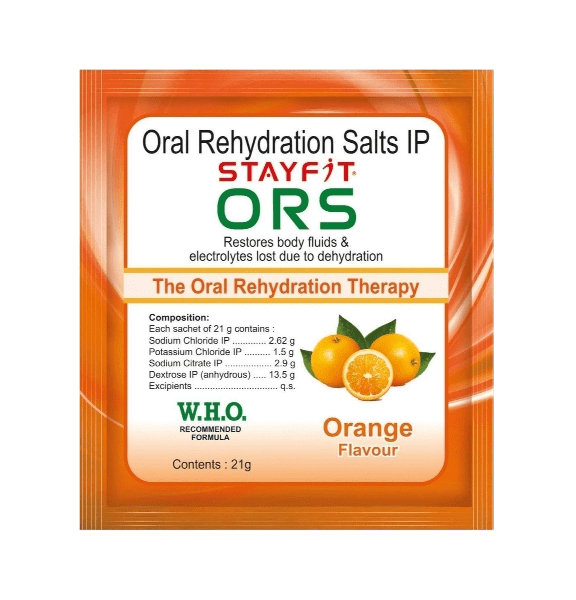 Oral Rehydration Salts IP
STAYFIT®
ORS
Restores body fluids &
electrolytes lost due to dehydration
The Oral Rehydration Therapy
Composition:
Each sachet of 21 g contains :
Sodium Chloride IP ............ 2.62 g
Potassium Chloride IP .......... 1.5 g
Sodium Citrate IP .................. 2.9 g
Dextrose IP (anhydrous) ..... 13.5 g
Excipients ................................ q.s.
W.H.O.
RECOMMENDED
FORMULA
Orange
Flavour
Contents : 21g